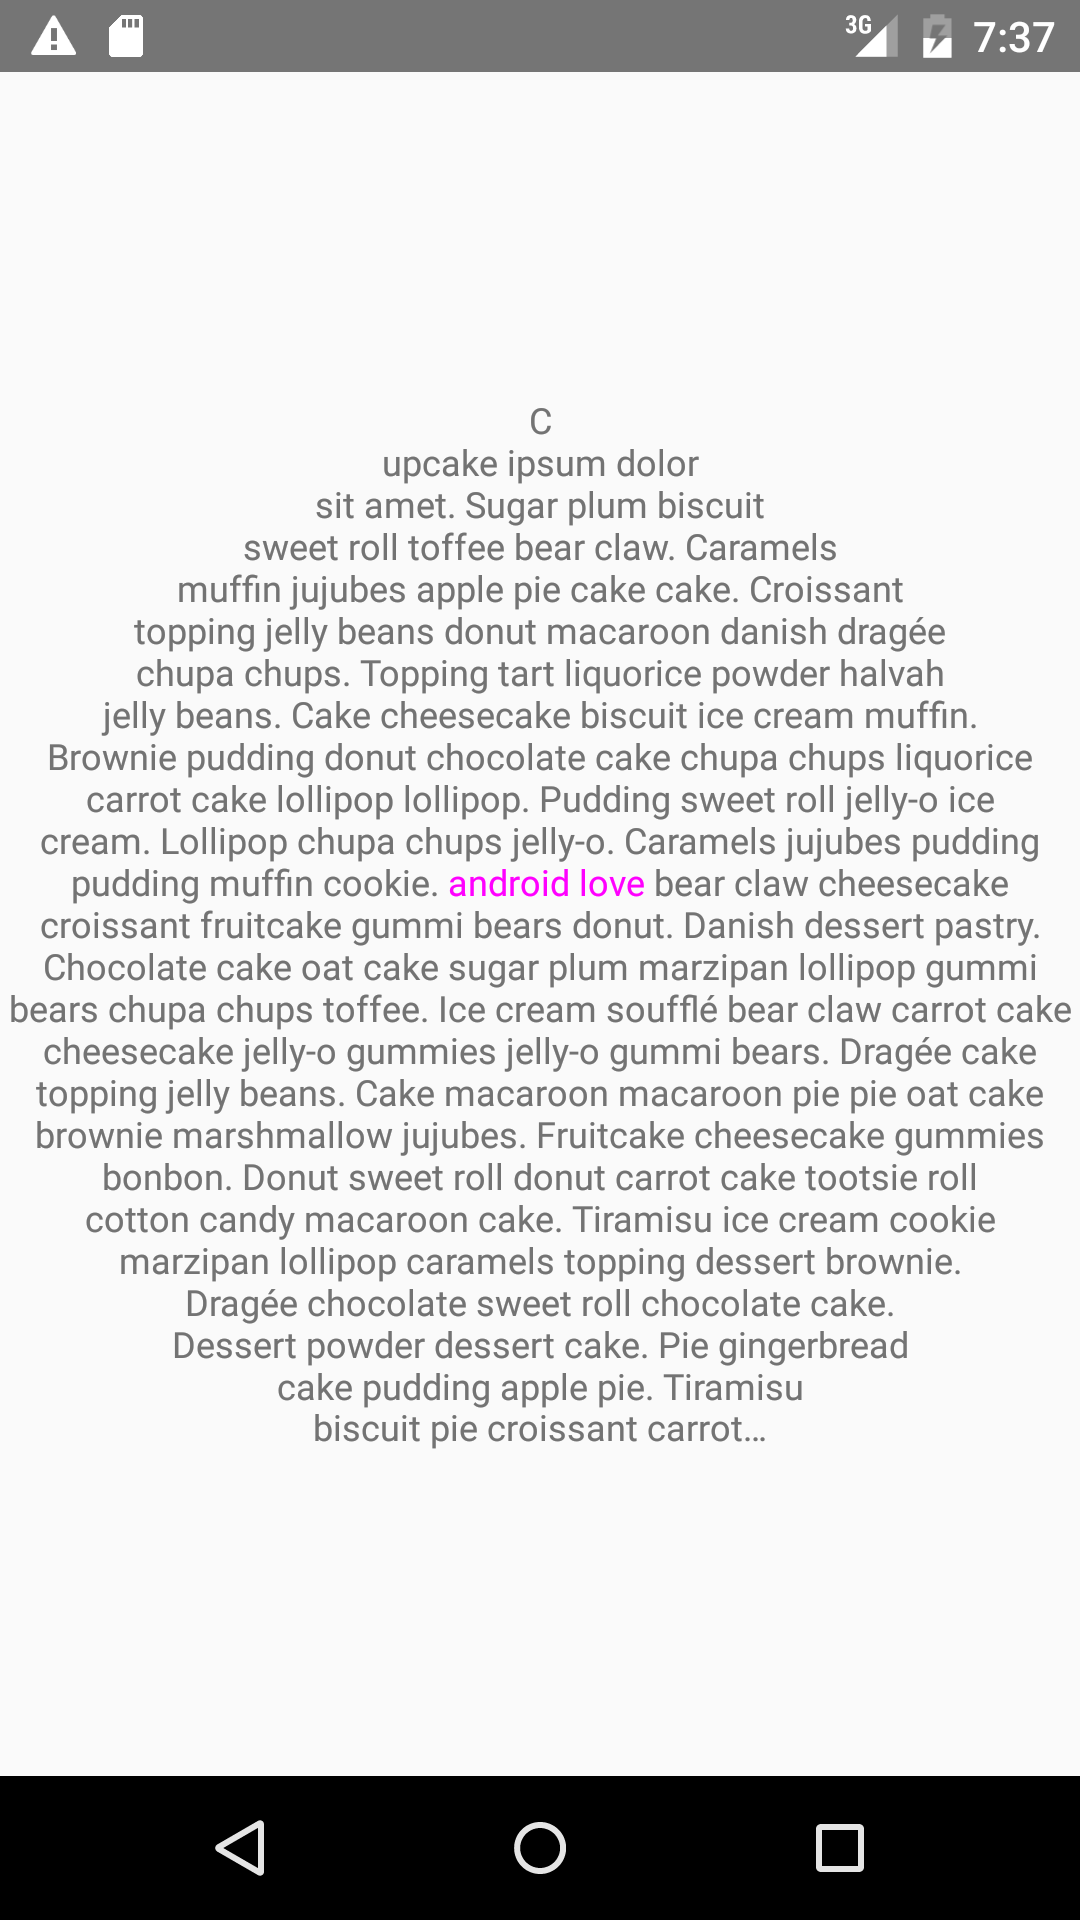 3G 7:37
C
upcake ipsum dolor
sit amet. Sugar plum biscuit
sweet roll toffee bear claw. Caramels
muffin jujubes apple pie cake cake. Croissant
topping jelly beans donut macaroon danish dragée
chupa chups. Topping tart liquorice powder halvah
jelly beans. Cake cheesecake biscuit ice cream muffin.
Brownie pudding donut chocolate cake chupa chups liquorice
carrot cake lollipop lollipop. Pudding sweet roll jelly-o ice
cream. Lollipop chupa chups jelly-o. Caramels jujubes pudding
pudding muffin cookie. android love bear claw cheesecake
croissant fruitcake gummi bears donut. Danish dessert pastry.
Chocolate cake oat cake sugar plum marzipan lollipop gummi
bears chupa chups toffee. Ice cream soufflé bear claw carrot cake
cheesecake jelly-o gummies jelly-o gummi bears. Dragée cake
topping jelly beans. Cake macaroon macaroon pie pie oat cake
brownie marshmallow jujubes. Fruitcake cheesecake gummies
bonbon. Donut sweet roll donut carrot cake tootsie roll
cotton candy macaroon cake. Tiramisu ice cream cookie
marzipan lollipop caramels topping dessert brownie.
Dragée chocolate sweet roll chocolate cake.
Dessert powder dessert cake. Pie gingerbread
cake pudding apple pie. Tiramisu
biscuit pie croissant carrot…